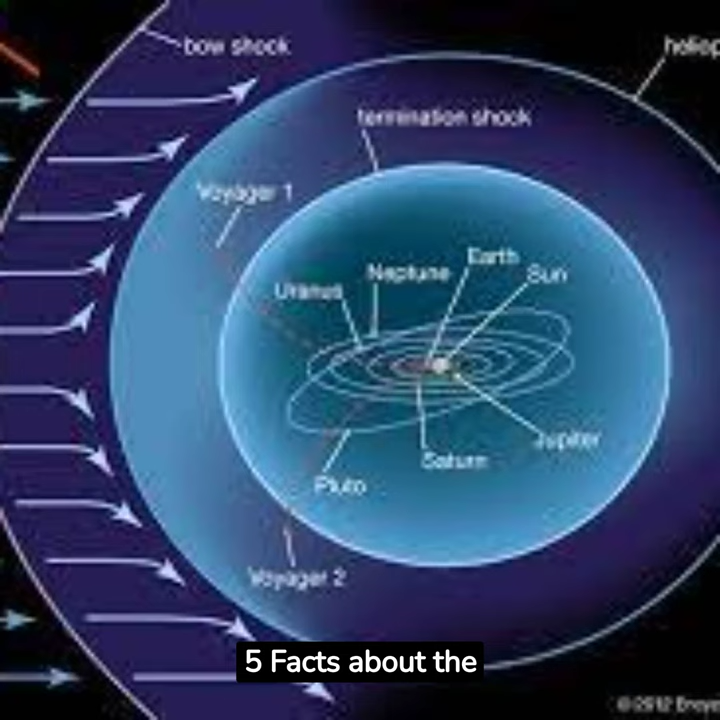 bow shock
termination shock
Voyager 1
Earth
Neptune
Sun
Uranus
Jupiter
Saturn
Pluto
Voyager 2
5 Facts about the
© 2012